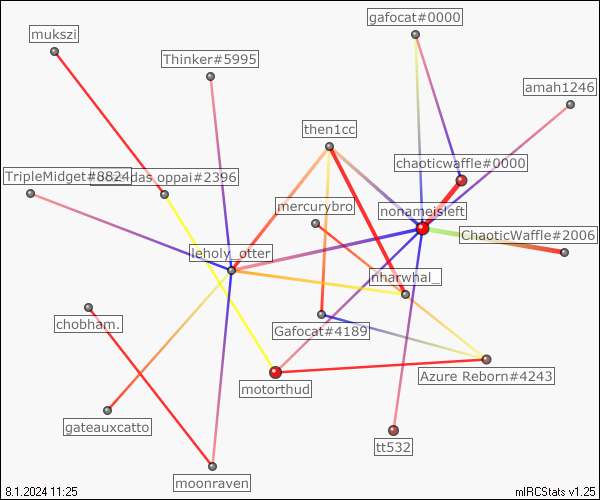 gafocat#0000
mukszi
Thinker#5995
amah1246
then1cc
chaoticwaffle#0000
TripleMidget#8824
das oppai#2396
mercurybro
nonameisleft
ChaoticWaffle#2006
leholy_otter
nharwhal_
chobham.
Gafocat#4189
Azure Reborn#4243
motorthud
gateauxcatto
tt532
moonraven
8.1.2024 11:25
mIRCStats v1.25